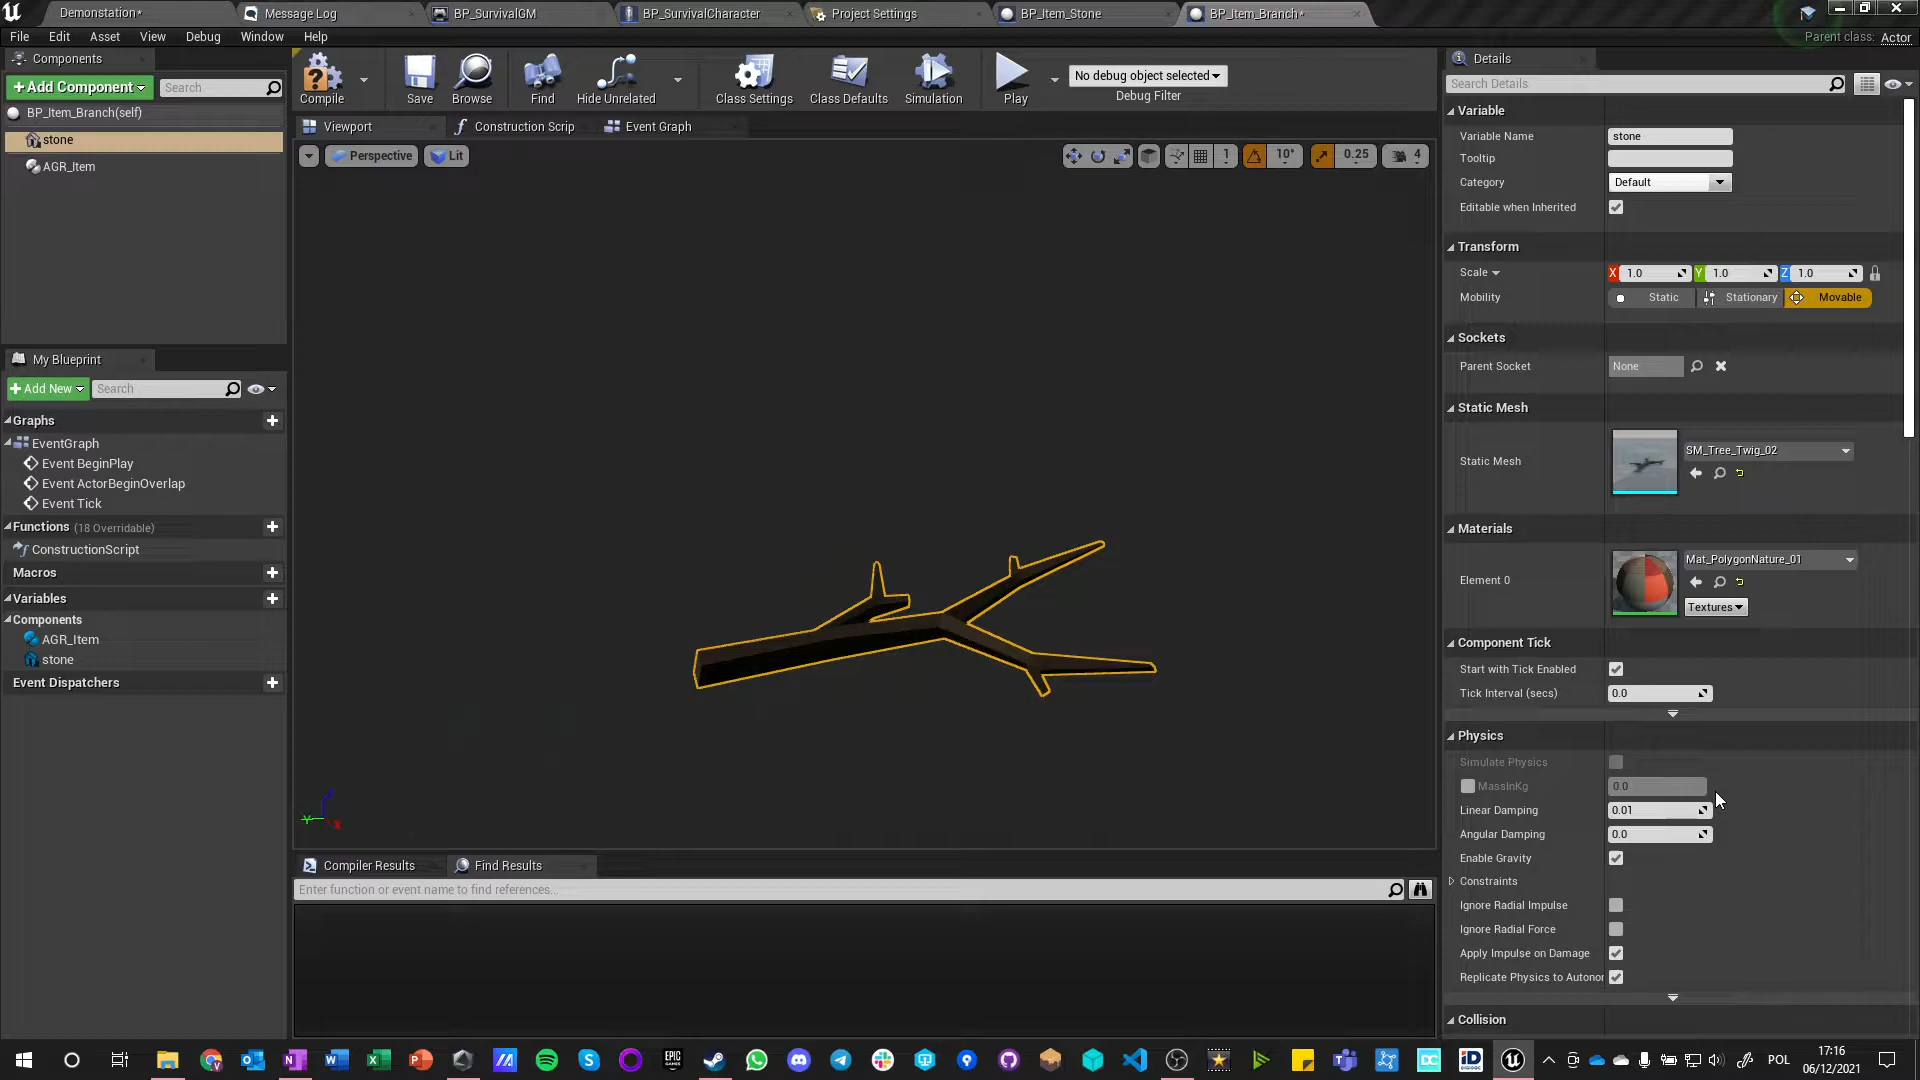 Demonstation*
Message Log
BP_SurvivalGM
BP_SurvivalCharacter
Project Settings
BP_Item_Stone
BP_Item_Branch*
File Edit Asset View Debug Window Help
Parent class: Actor
Components
+Add Component
Search
BP_Item_Branch(self)
stone
AGR_Item
Compile
Save
Browse
Find
Hide Unrelated
Class Settings
Class Defaults
Simulation
Play
No debug object selected
Debug Filter
Viewport
Construction Scrip
Event Graph
Perspective
Lit
1
10°
0.25
4
My Blueprint
+Add New
Search
Graphs
EventGraph
Event BeginPlay
Event ActorBeginOverlap
Event Tick
Functions (18 Overridable)
ConstructionScript
Macros
Variables
Components
AGR_Item
stone
Event Dispatchers
Compiler Results
Find Results
Enter function or event name to find references...
Details
Search Details
Variable
Variable Name stone
Tooltip
Category Default
Editable when Inherited
Transform
Scale X 1.0 Y 1.0 Z 1.0
Mobility Static Stationary Movable
Sockets
Parent Socket None
Static Mesh
Static Mesh SM_Tree_Twig_02
Materials
Element 0 Mat_PolygonNature_01
Textures
Component Tick
Start with Tick Enabled
Tick Interval (secs) 0.0
Physics
Simulate Physics
MassInKg 0.0
Linear Damping 0.01
Angular Damping 0.0
Enable Gravity
Constraints
Ignore Radial Impulse
Ignore Radial Force
Apply Impulse on Damage
Replicate Physics to Autonor
Collision
POL
17:16
06/12/2021